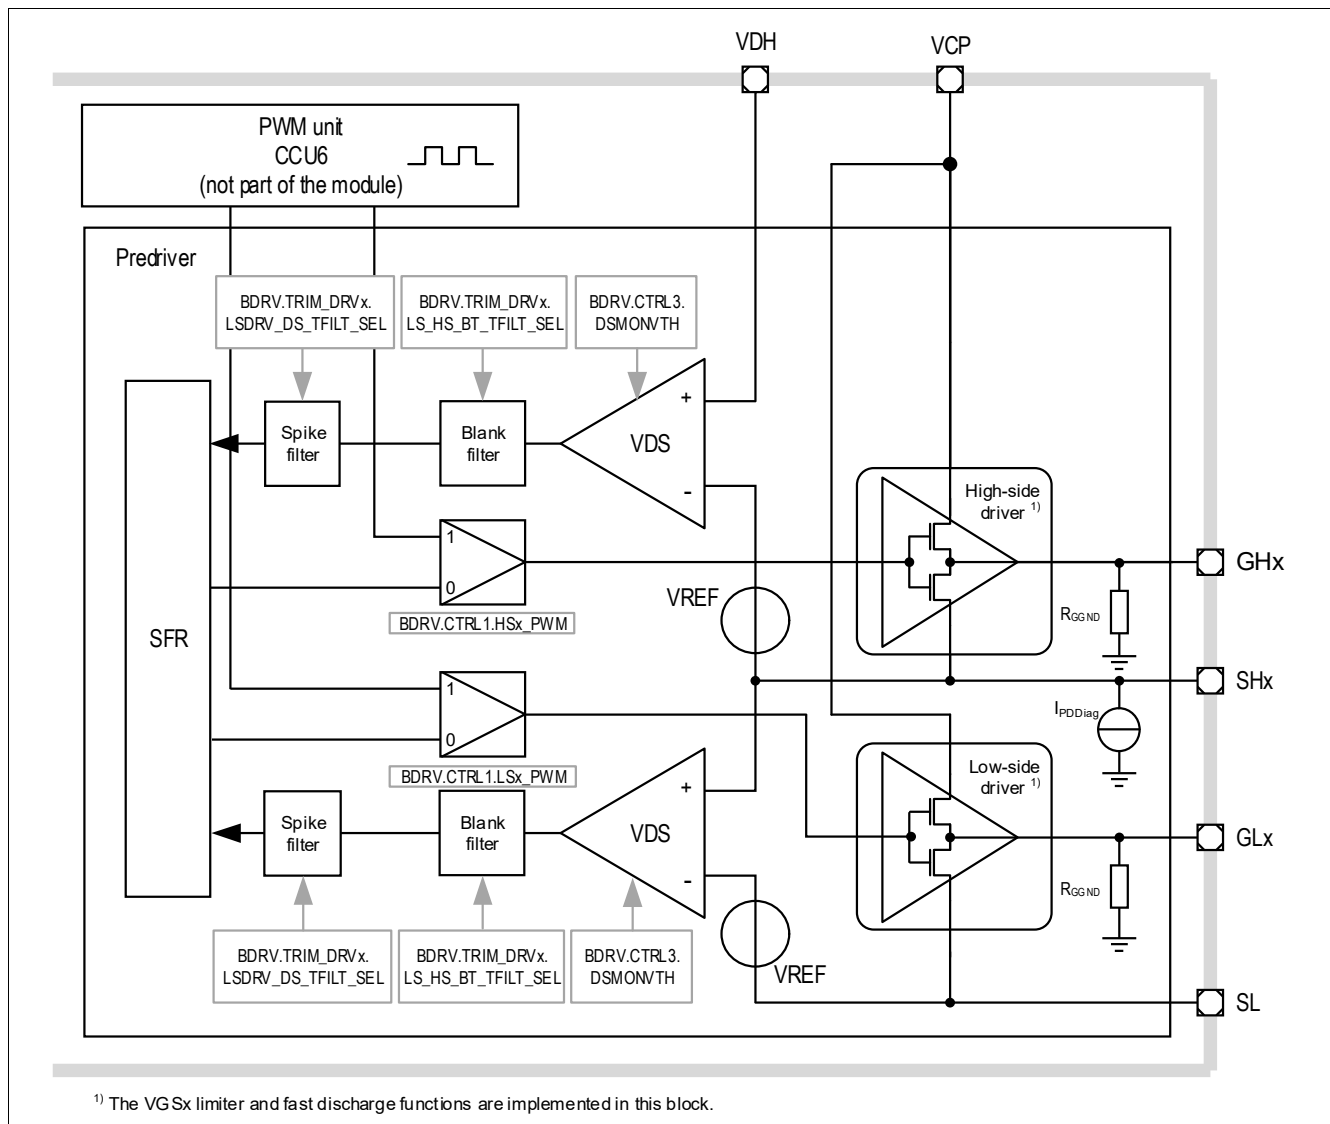 VDH
VCP
PWM unit
CCU6
(not part of the module)
Predriver
BDRV.TRIM_DRVx.
LSDRV_DS_TFILT_SEL
BDRV.TRIM_DRVx.
LS_HS_BT_TFILT_SEL
BDRV.CTRL3.
DSMONVTH
Spike
filter
Blank
filter
VDS
+
-
High-side
driver 1)
1
0
BDRV.CTRL1.HSx_PWM
VREF
GHx
RGGND
SFR
SHx
1
0
BDRV.CTRL1.LSx_PWM
IPDDiag
Low-side
driver 1)
Spike
filter
Blank
filter
VDS
+
-
GLx
RGGND
BDRV.TRIM_DRVx.
LSDRV_DS_TFILT_SEL
BDRV.TRIM_DRVx.
LS_HS_BT_TFILT_SEL
BDRV.CTRL3.
DSMONVTH
VREF
SL
1) The VGSx limiter and fast discharge functions are implemented in this block.